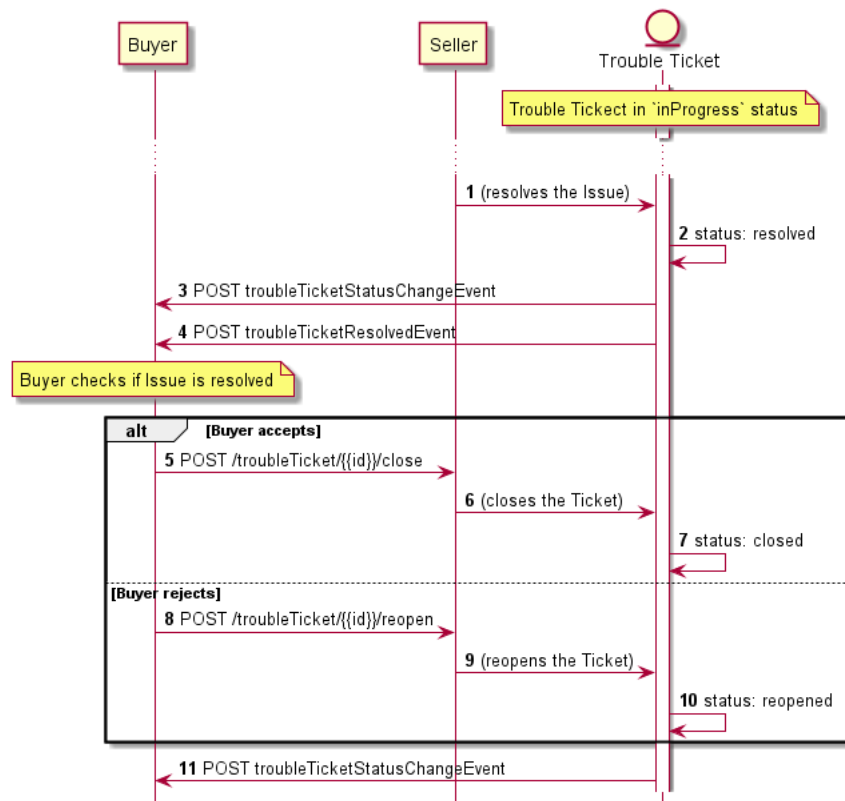 Buyer
Seller
Trouble Ticket
Trouble Tickect in `inProgress` status
1 (resolves the Issue)
2 status: resolved
3 POST troubleTicketStatusChangeEvent
4 POST troubleTicketResolvedEvent
Buyer checks if Issue is resolved
alt [Buyer accepts]
5 POST /troubleTicket/{{id}}/close
6 (closes the Ticket)
7 status: closed
[Buyer rejects]
8 POST /troubleTicket/{{id}}/reopen
9 (reopens the Ticket)
10 status: reopened
11 POST troubleTicketStatusChangeEvent